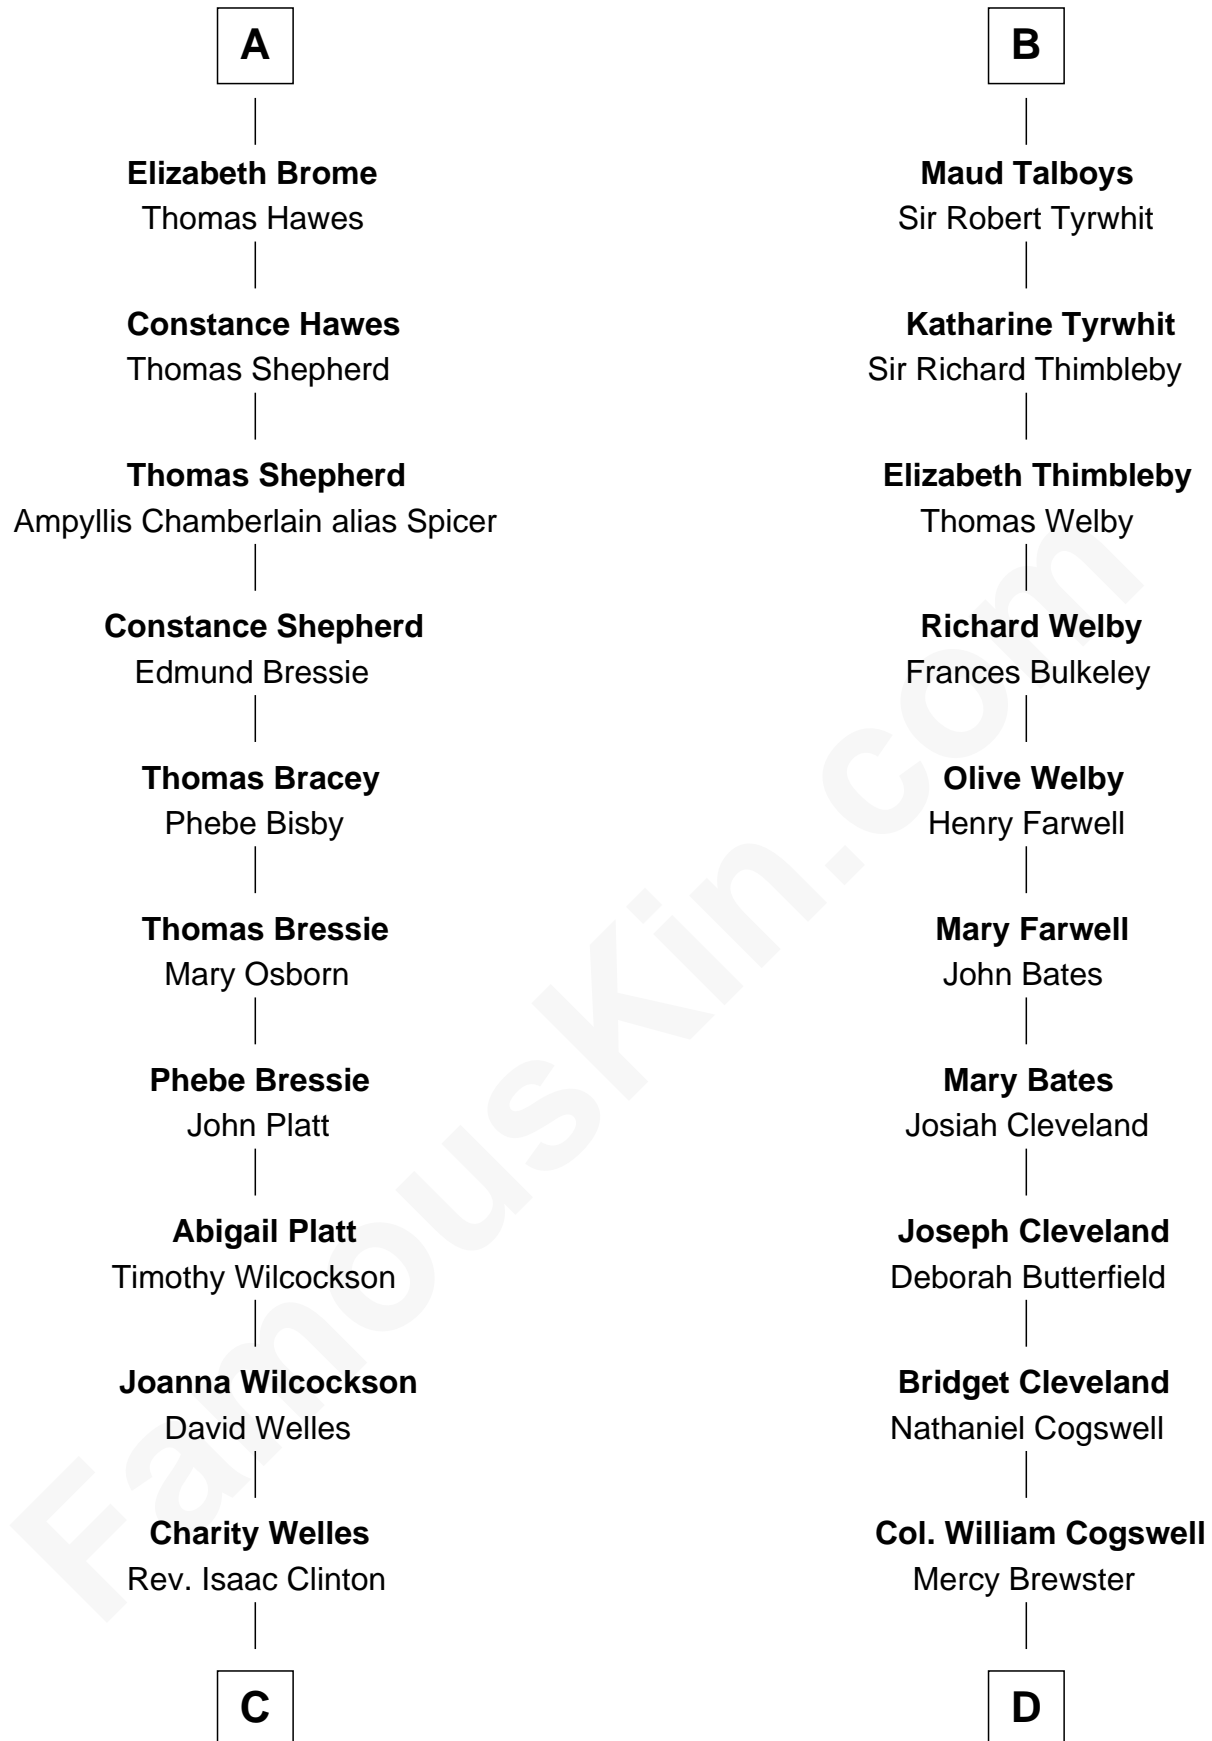 A
Elizabeth Brome
Thomas Hawes
Constance Hawes
Thomas Shepherd
Thomas Shepherd
Ampyllis Chamberlain alias Spicer
Constance Shepherd
Edmund Bressie
Thomas Bracey
Phebe Bisby
Thomas Bressie
Mary Osborn
Phebe Bressie
John Platt
Abigail Platt
Timothy Wilcockson
Joanna Wilcockson
David Welles
Charity Welles
Rev. Isaac Clinton
C
B
Maud Talboys
Sir Robert Tyrwhit
Katharine Tyrwhit
Sir Richard Thimbleby
Elizabeth Thimbleby
Thomas Welby
Richard Welby
Frances Bulkeley
Olive Welby
Henry Farwell
Mary Farwell
John Bates
Mary Bates
Josiah Cleveland
Joseph Cleveland
Deborah Butterfield
Bridget Cleveland
Nathaniel Cogswell
Col. William Cogswell
Mercy Brewster
D
FamousKin.com